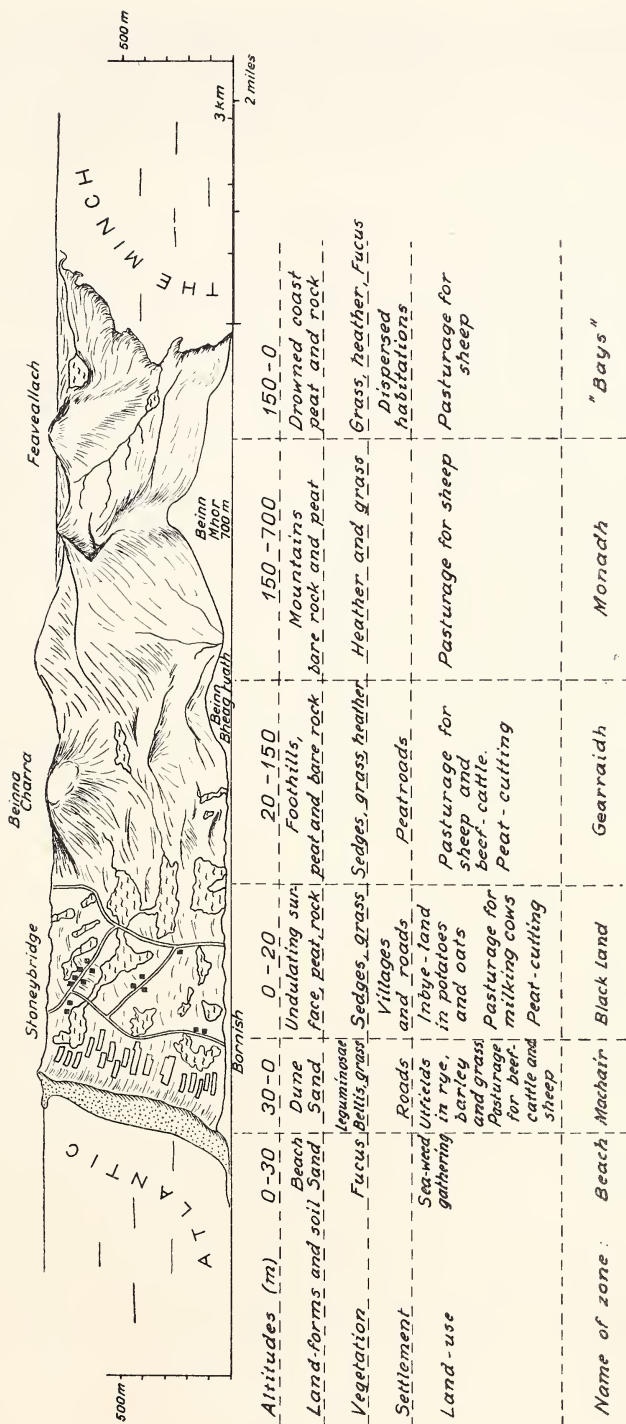 500m
500 m
3 km
2 miles
ATLANTIC
THE MINCH
Stoneybridge
Beinna Charra
Feaveallach
Bornish
Beinn
Bheag Tuath
Beinn
Mhor
700 m
Altitudes (m)
0-30
30-0
0-20
20-150
150-700
150-0
Land-forms and soil
Beach
Sand
Dune
Sand
Undulating sur-
face, peat, rock
Foothills,
peat and bare rock
Mountains
bare rock and peat
Drowned coast
peat and rock
Vegetation
Fucus
leguminosae
Bellis, grass
Sedges, grass
Sedges, grass, heather
Heather and grass
Grass, heather, Fucus
Settlement
Roads
Villages
and roads
Peatroads
Dispersed
habitations
Land-use
Sea-weed
gathering
Utfields
in rye,
barley
and grass
Pasturage
for beef-
cattle and
sheep
Inbye-land
in potatoes
and oats
Pasturage for
milking cows
Peat-cutting
Pasturage for
sheep and
beef-cattle.
Peat-cutting
Pasturage for sheep
Pasturage for
sheep
Name of zone :
Beach
Machair
Black Land
Gearraidh
Monadh
"Bays"